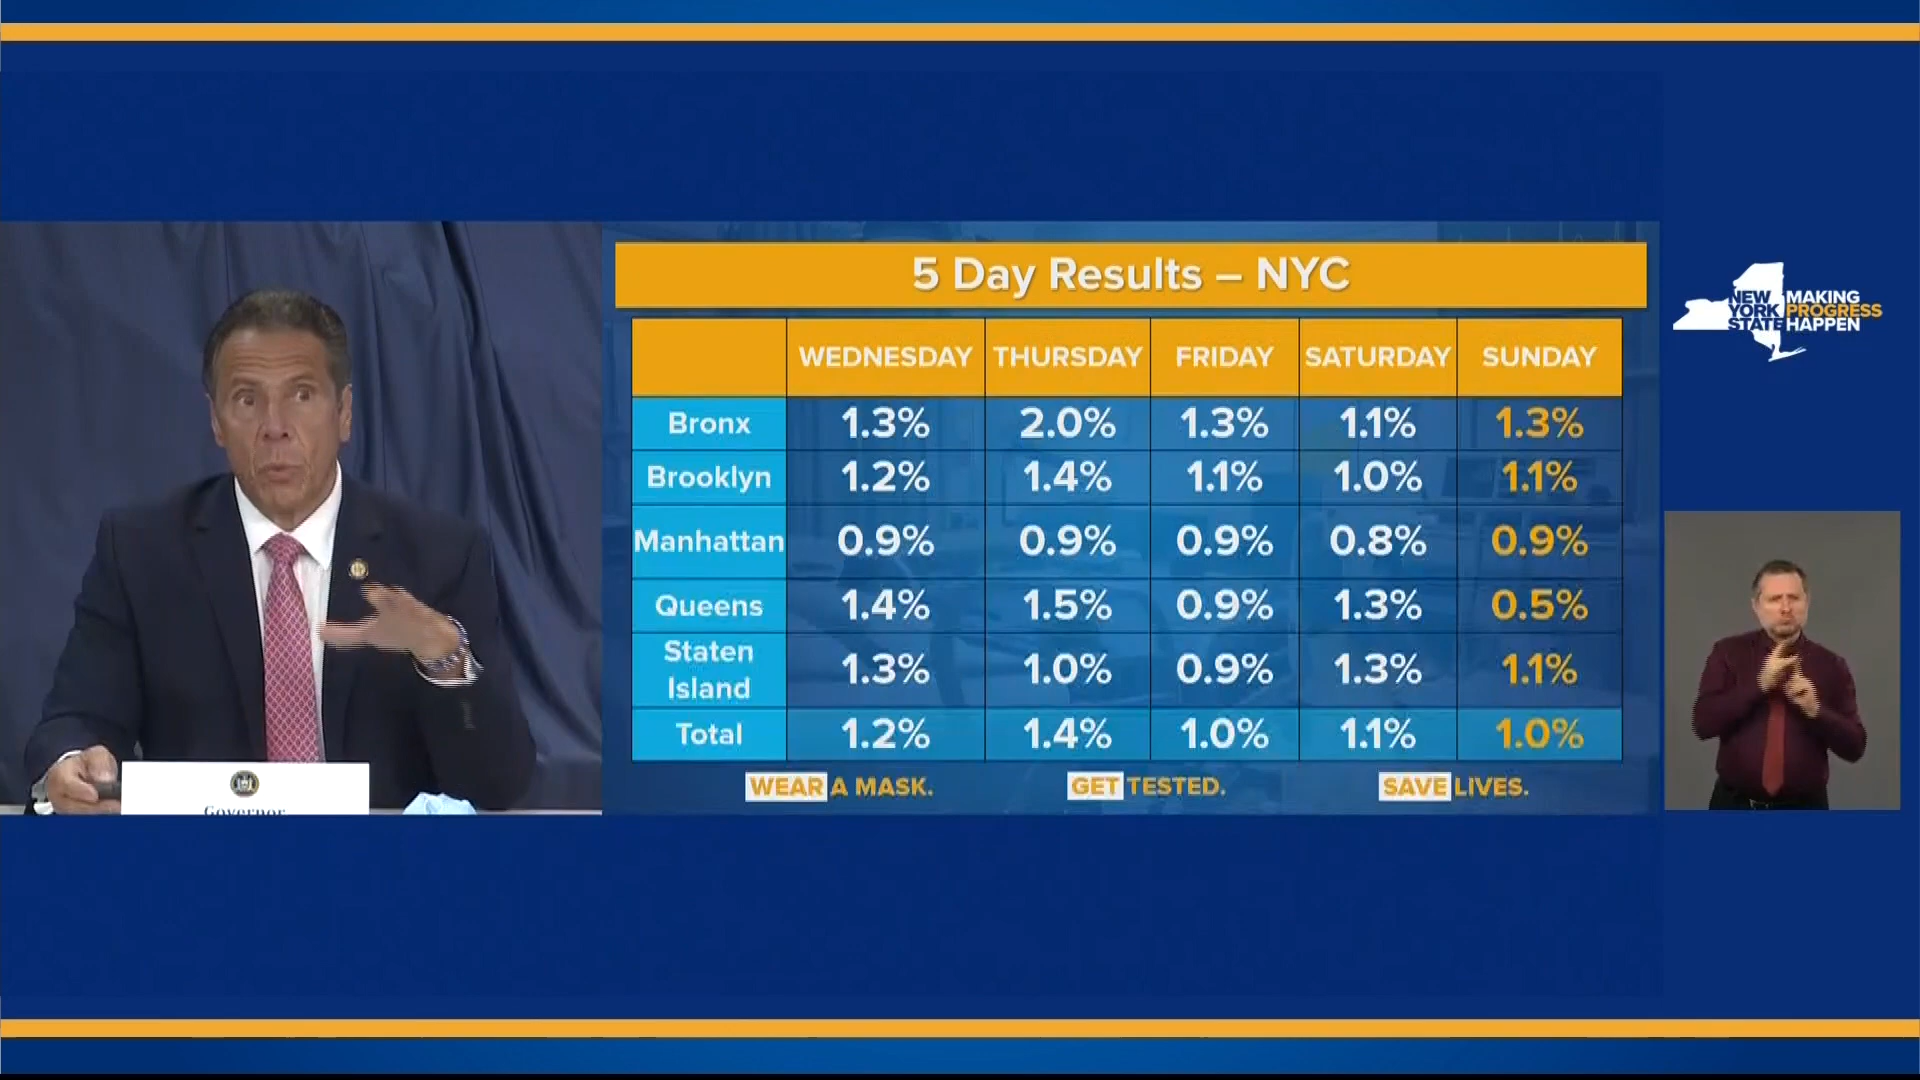 5 Day Results – NYC
WEDNESDAY THURSDAY FRIDAY SATURDAY SUNDAY
Bronx 1.3% 2.0% 1.3% 1.1% 1.3%
Brooklyn 1.2% 1.4% 1.1% 1.0% 1.1%
Manhattan 0.9% 0.9% 0.9% 0.8% 0.9%
Queens 1.4% 1.5% 0.9% 1.3% 0.5%
Staten
Island 1.3% 1.0% 0.9% 1.3% 1.1%
Total 1.2% 1.4% 1.0% 1.1% 1.0%
WEAR A MASK. GET TESTED. SAVE LIVES.
NEW
YORK
STATE
MAKING
PROGRESS
HAPPEN
Governor